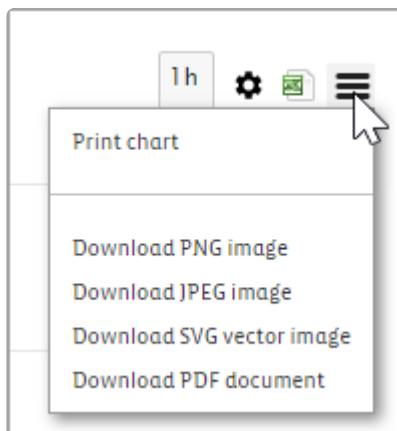 1h
Print chart
Download PNG image
Download JPEG image
Download SVG vector image
Download PDF document